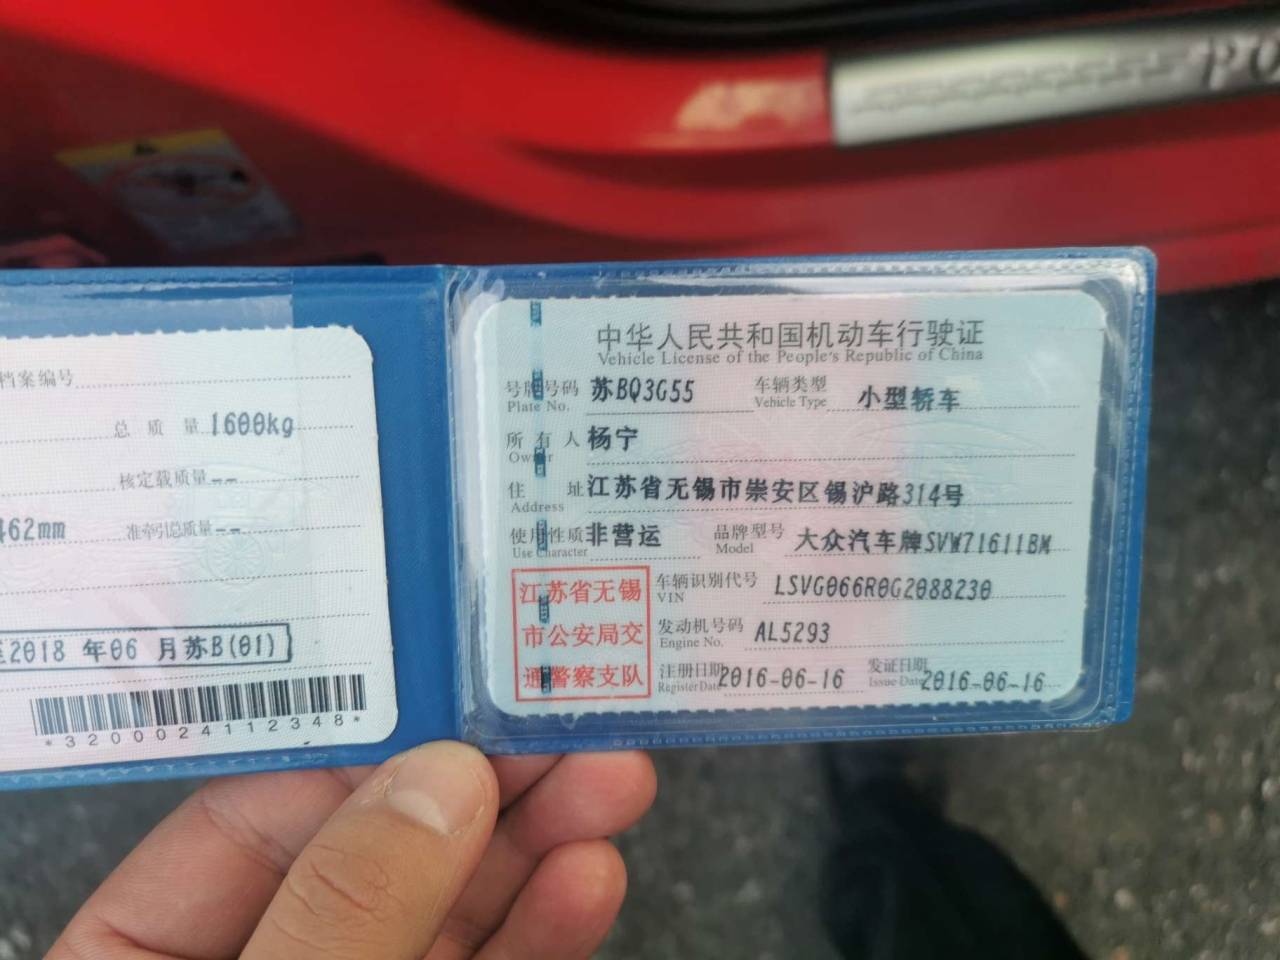 档案编号
总 质 量 1600kg
核定载质量 --
462mm 准牵引总质量 --
至2018 年06 月苏B(01)
*3200024112348*
中华人民共和国机动车行驶证
Vehicle License of the People's Republic of China
号牌号码 苏BQ3G55 车辆类型 小型轿车
Plate No. Vehicle Type
所 有 人 杨宁
Owner
住 址 江苏省无锡市崇安区锡沪路314号
Address
使用性质 非营运 品牌型号 大众汽车牌SVW71611BM
Use Character Model
江苏省无锡
市公安局交
通警察支队
车辆识别代号 LSVG066R0G2088230
VIN
发动机号码 AL5293
Engine No.
注册日期 2016-06-16 发证日期 2016-06-16
Register Date Issue Date
PO